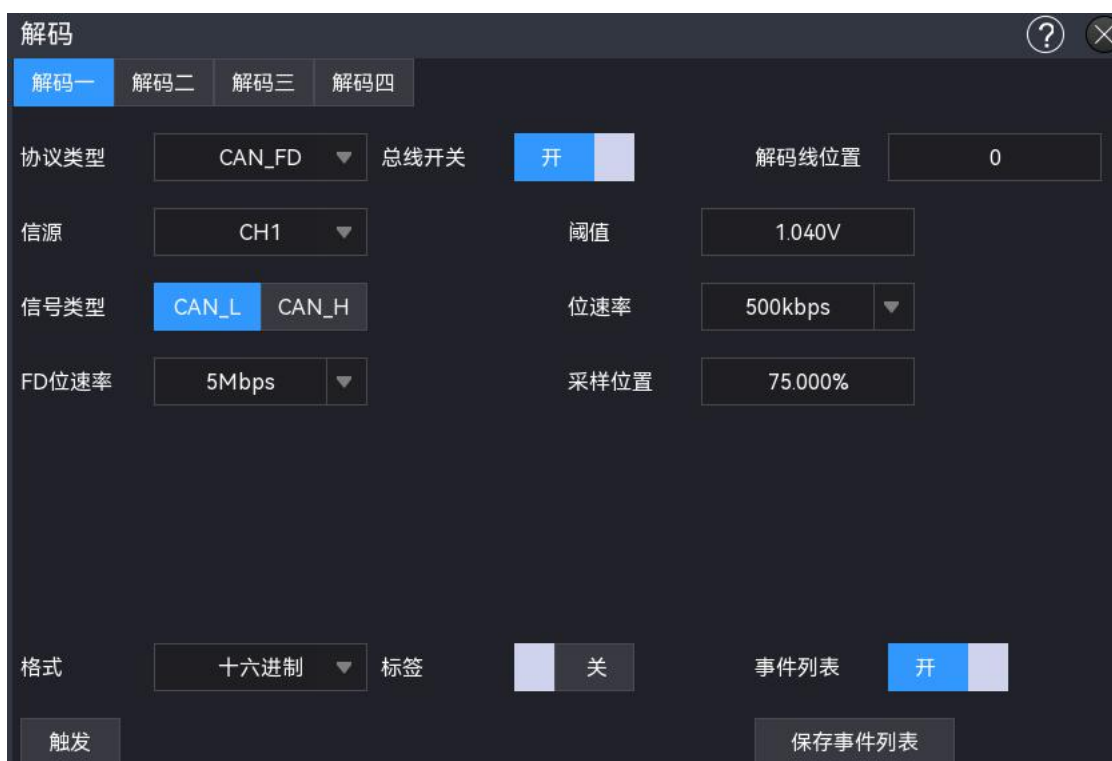 解码
解码一 解码二 解码三 解码四
协议类型 CAN_FD 总线开关 开 解码线位置 0
信源 CH1 阈值 1.040V
信号类型 CAN_L CAN_H 位速率 500kbps
FD位速率 5Mbps 采样位置 75.000%
格式 十六进制 标签 关 事件列表 开
触发 保存事件列表